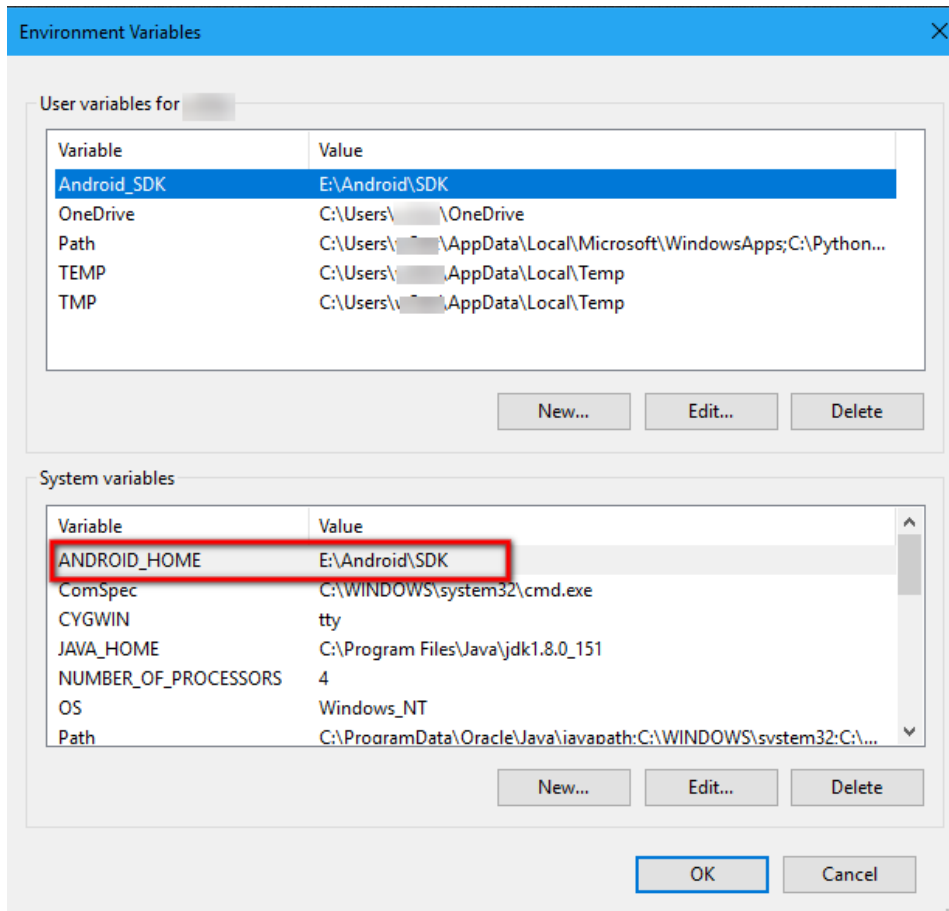 Environment Variables
User variables for
Variable Value
Android_SDK E:\Android\SDK
OneDrive C:\Users\ \OneDrive
Path C:\Users\ \AppData\Local\Microsoft\WindowsApps;C:\Python...
TEMP C:\Users\ \AppData\Local\Temp
TMP C:\Users\ \AppData\Local\Temp
New... Edit... Delete
System variables
Variable Value
ANDROID_HOME E:\Android\SDK
ComSpec C:\WINDOWS\system32\cmd.exe
CYGWIN tty
JAVA_HOME C:\Program Files\Java\jdk1.8.0_151
NUMBER_OF_PROCESSORS 4
OS Windows_NT
Path C:\ProgramData\Oracle\Java\javapath;C:\WINDOWS\system32;C:\...
New... Edit... Delete
OK Cancel